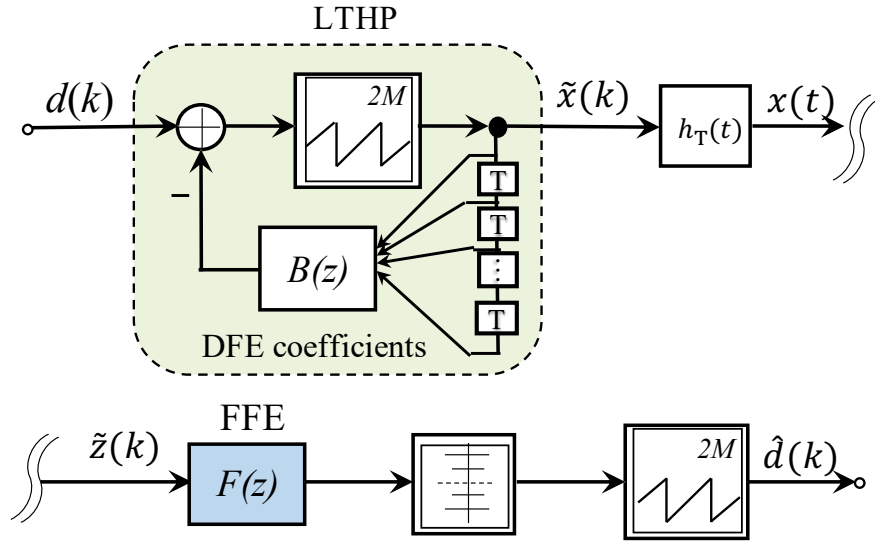 LTHP
d(k)
2M
x̃(k)
h_T(t)
x(t)
−
T
T
⋮
T
B(z)
DFE coefficients
FFE
z̃(k)
F(z)
2M
d̂(k)